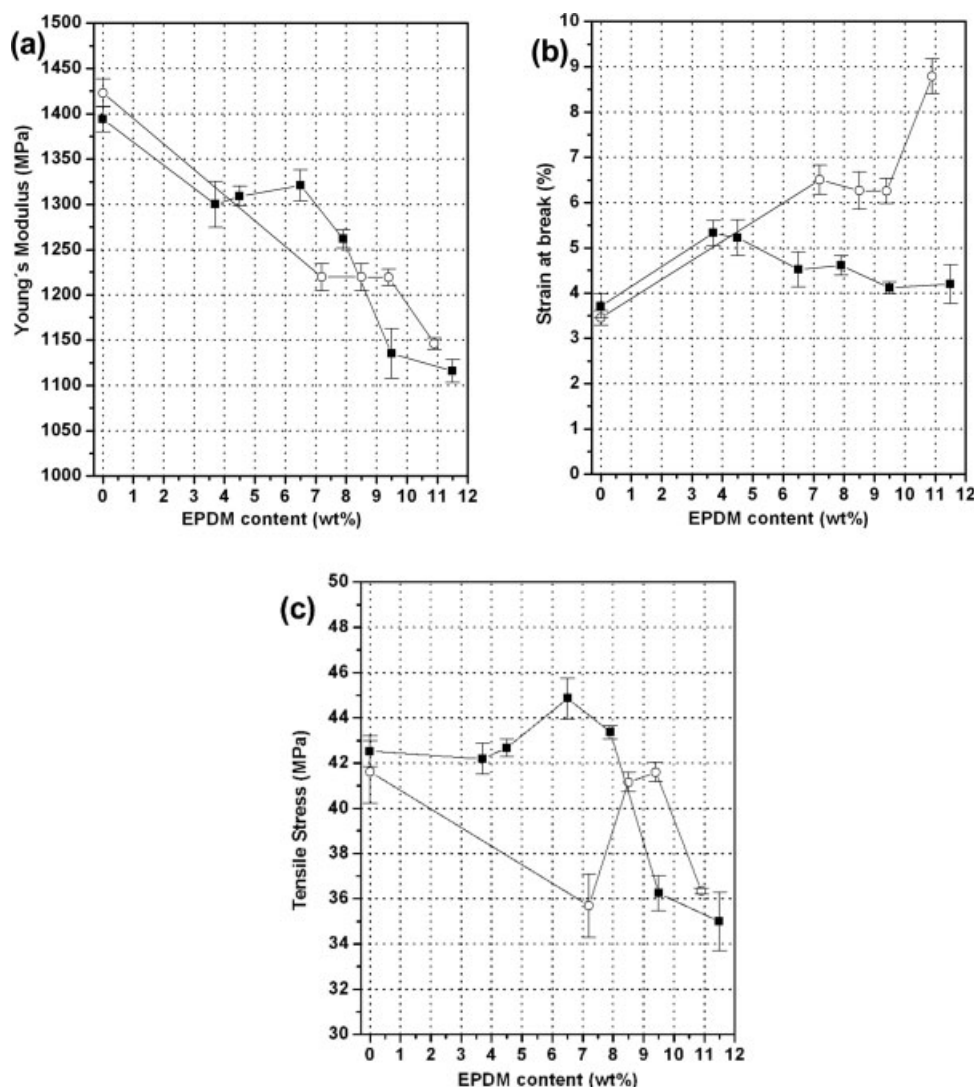 (a)
Young´s Modulus (MPa)
1500
1450
1400
1350
1300
1250
1200
1150
1100
1050
1000
0 1 2 3 4 5 6 7 8 9 10 11 12
EPDM content (wt%)
(b)
Strain at break (%)
10
9
8
7
6
5
4
3
2
1
0
0 1 2 3 4 5 6 7 8 9 10 11 12
EPDM content (wt%)
(c)
Tensile Stress (MPa)
50
48
46
44
42
40
38
36
34
32
30
0 1 2 3 4 5 6 7 8 9 10 11 12
EPDM content (wt%)